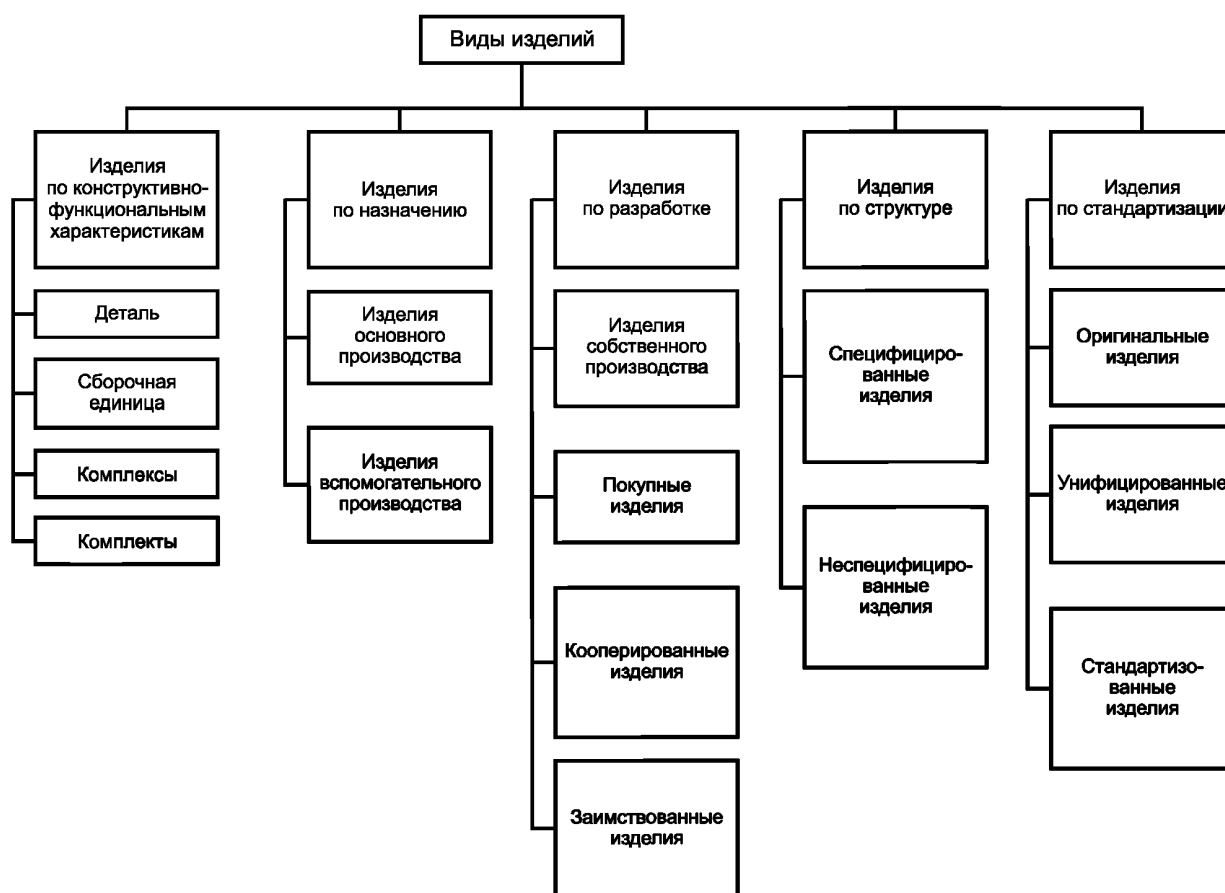 Виды изделий
Изделия
по конструктивно-
функциональным
характеристикам
Деталь
Сборочная
единица
Комплексы
Комплекты
Изделия
по назначению
Изделия
основного
производства
Изделия
вспомогательного
производства
Изделия
по разработке
Изделия
собственного
производства
Покупные
изделия
Кооперированные
изделия
Заимствованные
изделия
Изделия
по структуре
Специфициро-
ванные
изделия
Неспецифициро-
ванные
изделия
Изделия
по стандартизации
Оригинальные
изделия
Унифицированные
изделия
Стандартизо-
ванные
изделия